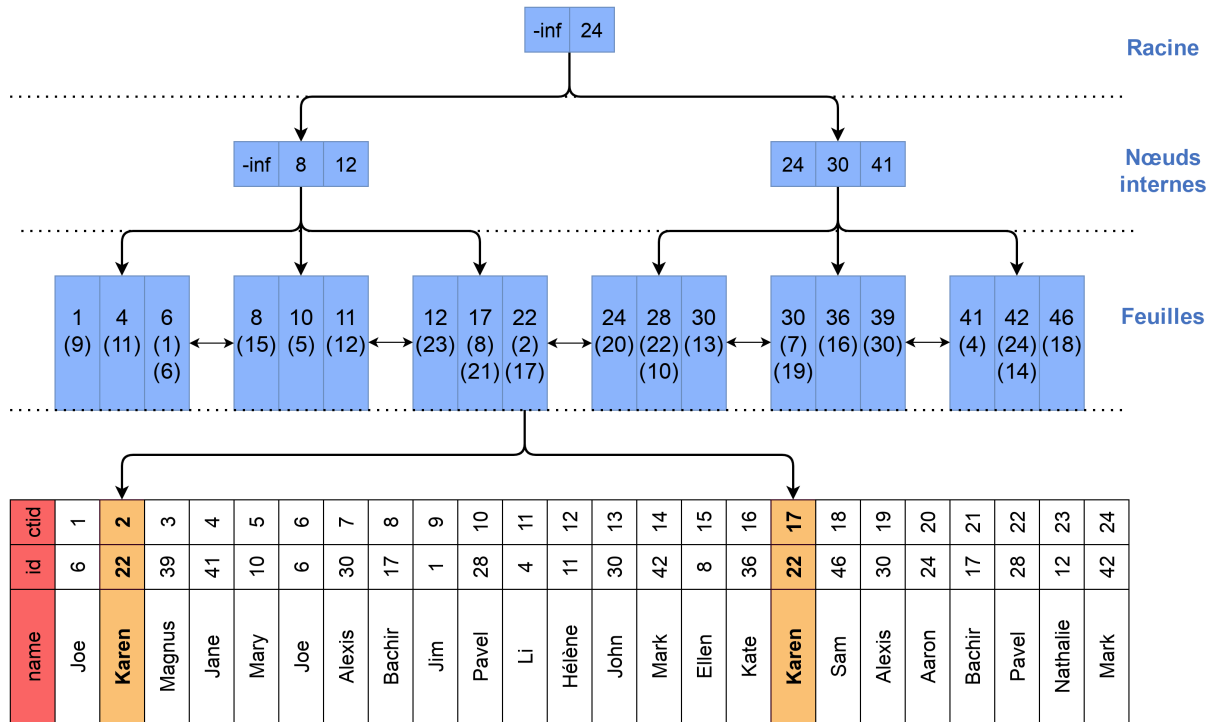 -inf 24
Racine
-inf 8 12
24 30 41
Nœuds
internes
1 4 6
(9) (11) (1)
(6)
8 10 11
(15) (5) (12)
12 17 22
(23) (8) (2)
(21) (17)
24 28 30
(20) (22) (13)
(10)
30 36 39
(7) (16) (30)
(19)
41 42 46
(4) (24) (18)
(14)
Feuilles
ctid 1 2 3 4 5 6 7 8 9 10 11 12 13 14 15 16 17 18 19 20 21 22 23 24
id 6 22 39 41 10 6 30 17 1 28 4 11 30 42 8 36 22 46 30 24 17 28 12 42
name Joe Karen Magnus Jane Mary Joe Alexis Bachir Jim Pavel Li Hélène John Mark Ellen Kate Karen Sam Alexis Aaron Bachir Pavel Nathalie Mark